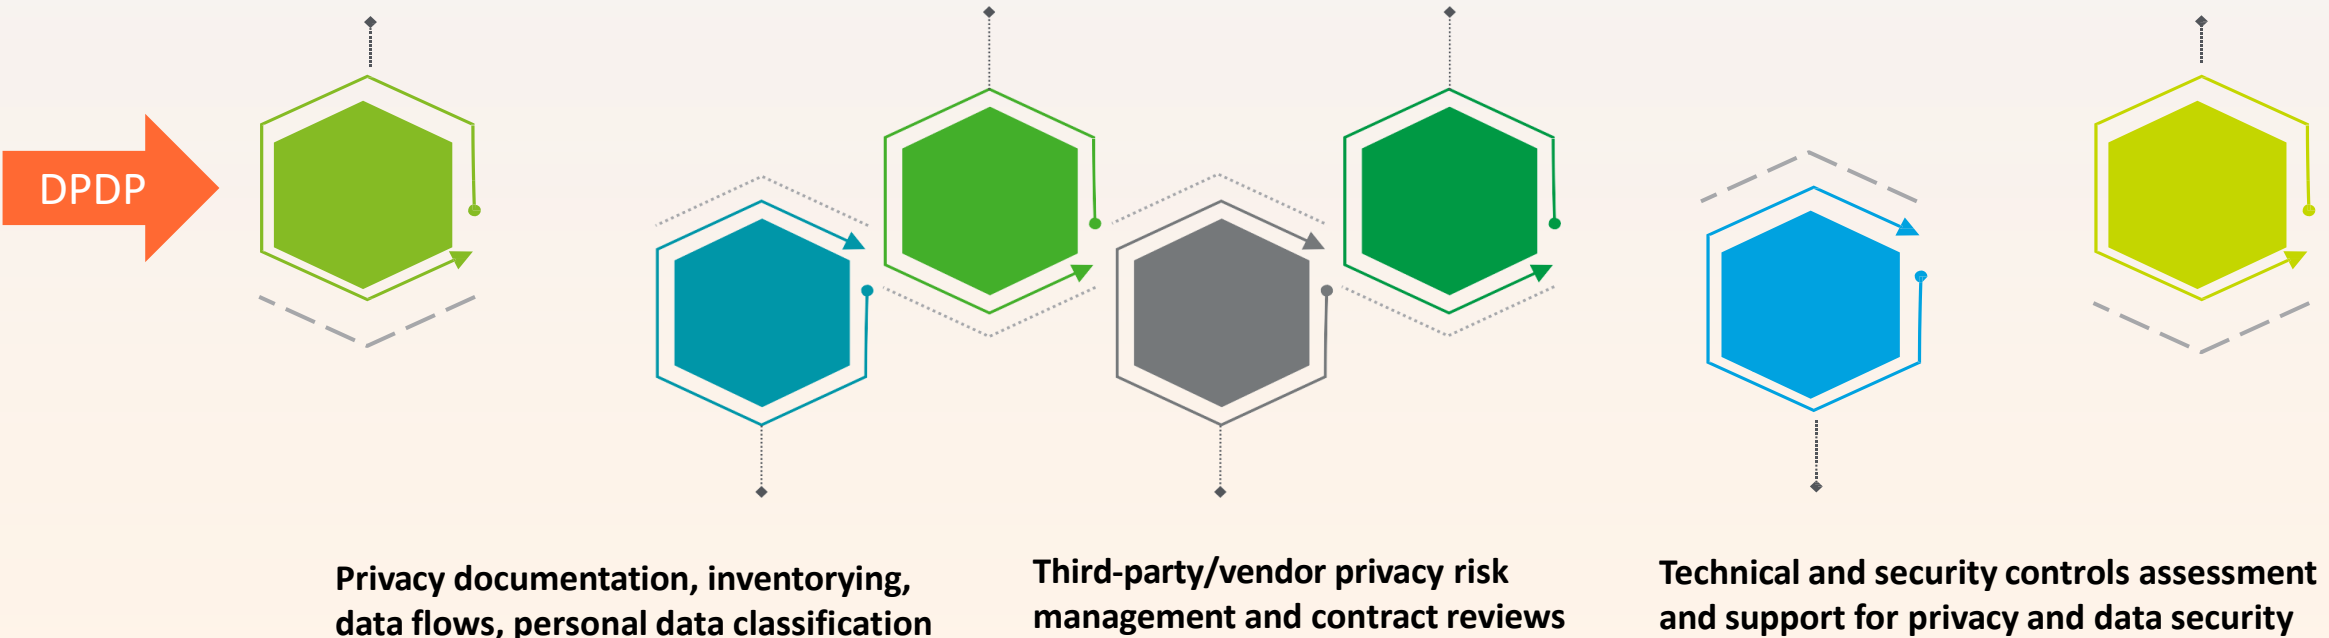 DPDP
Privacy documentation, inventorying,
data flows, personal data classification
Third-party/vendor privacy risk
management and contract reviews
Technical and security controls assessment
and support for privacy and data security